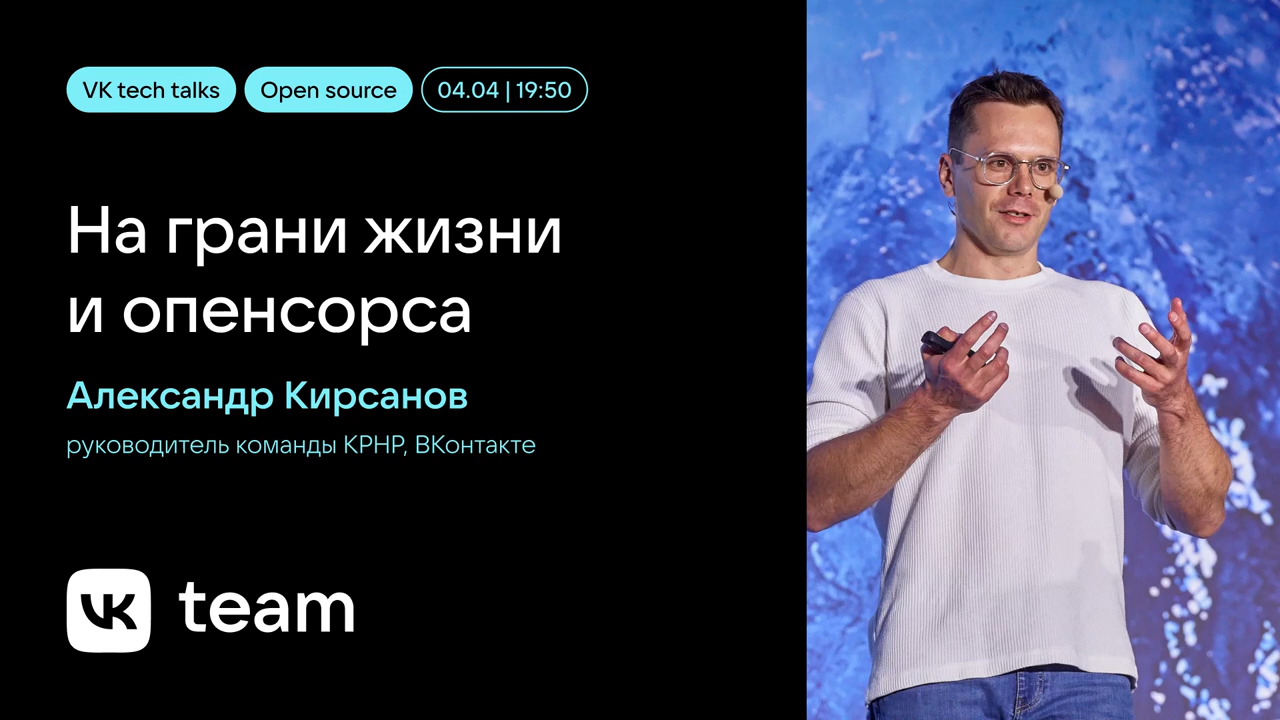 VK tech talks
Open source
04.04 | 19:50
На грани жизни
и опенсорса
Александр Кирсанов
руководитель команды KPHP, ВКонтакте
VK team